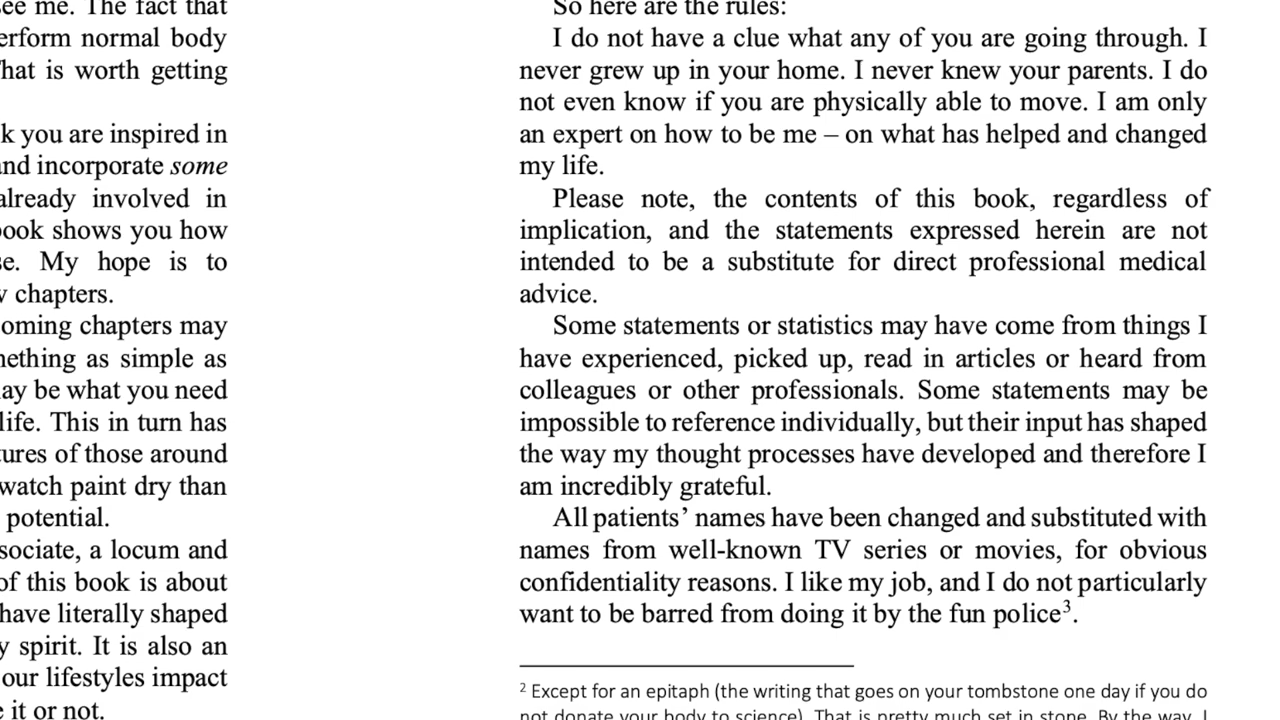 see me. The fact that
perform normal body
That is worth getting
k you are inspired in
and incorporate some
already involved in
book shows you how
se. My hope is to
w chapters.
coming chapters may
mething as simple as
may be what you need
life. This in turn has
tures of those around
watch paint dry than
potential.
sociate, a locum and
of this book is about
have literally shaped
y spirit. It is also an
our lifestyles impact
e it or not.
So here are the rules:
I do not have a clue what any of you are going through. I
never grew up in your home. I never knew your parents. I do
not even know if you are physically able to move. I am only
an expert on how to be me – on what has helped and changed
my life.
Please note, the contents of this book, regardless of
implication, and the statements expressed herein are not
intended to be a substitute for direct professional medical
advice.
Some statements or statistics may have come from things I
have experienced, picked up, read in articles or heard from
colleagues or other professionals. Some statements may be
impossible to reference individually, but their input has shaped
the way my thought processes have developed and therefore I
am incredibly grateful.
All patients’ names have been changed and substituted with
names from well-known TV series or movies, for obvious
confidentiality reasons. I like my job, and I do not particularly
want to be barred from doing it by the fun police³.
² Except for an epitaph (the writing that goes on your tombstone one day if you do
not donate your body to science). That is pretty much set in stone. By the way, I